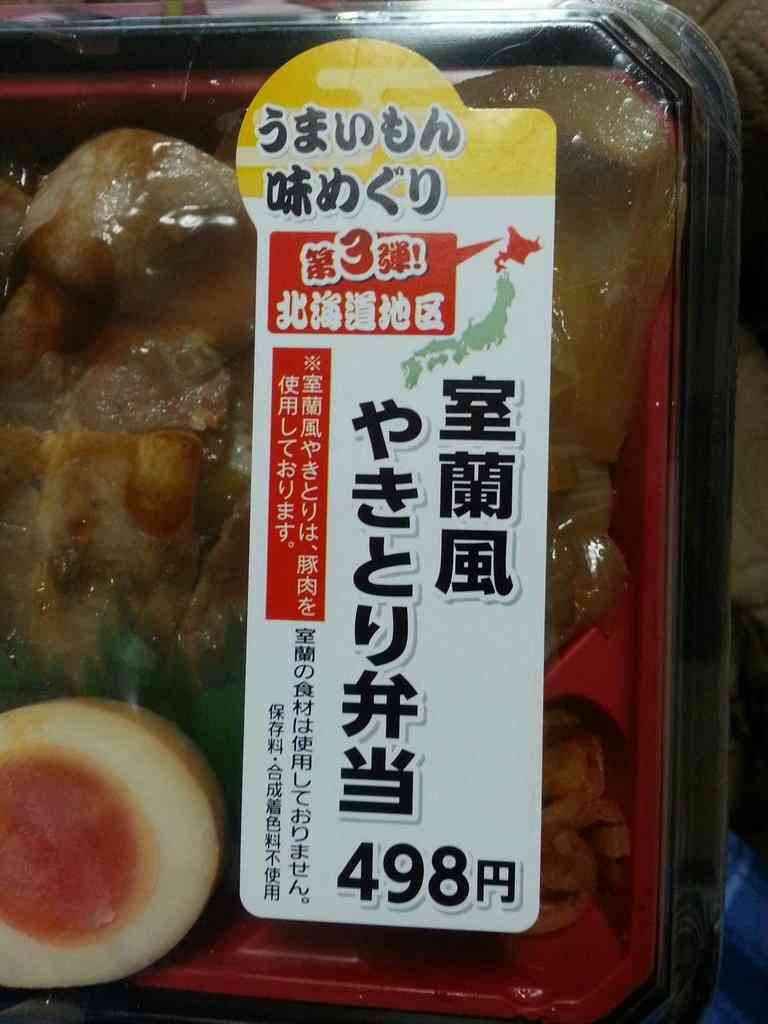 うまいもん
味めぐり
第3弾!
北海道地区
室蘭風
やきとり弁当
※室蘭風やきとりは、豚肉を
使用しております。
室蘭の食材は使用しておりません。
保存料・合成着色料不使用
498円